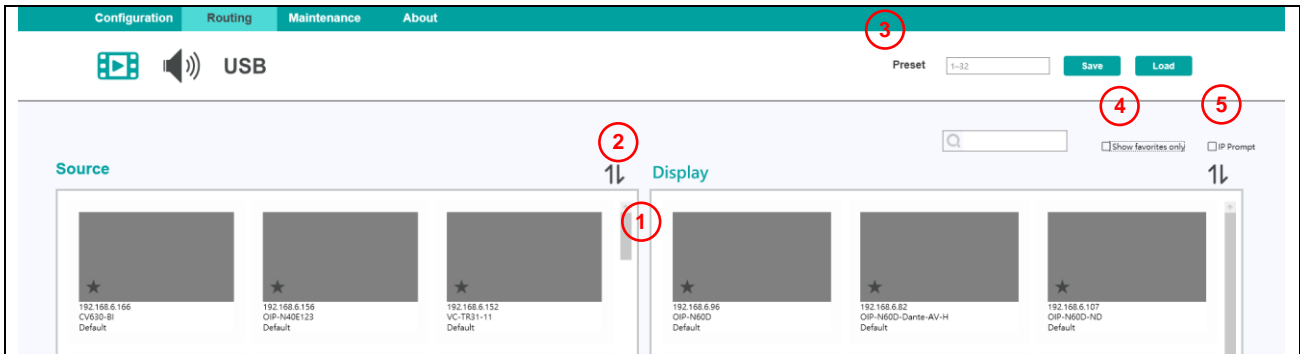 Configuration Routing Maintenance About
3
USB
Preset 1~32 Save Load
4 5
2
Show favorites only IP Prompt
Source Display
1
192.168.6.166 192.168.6.156 192.168.6.152 192.168.6.96 192.168.6.82 192.168.6.107
CV630-BI OIP-N40E123 VC-TR31-11 OIP-N60D OIP-N60D-Dante-AV-H OIP-N60D-ND
Default Default Default Default Default Default